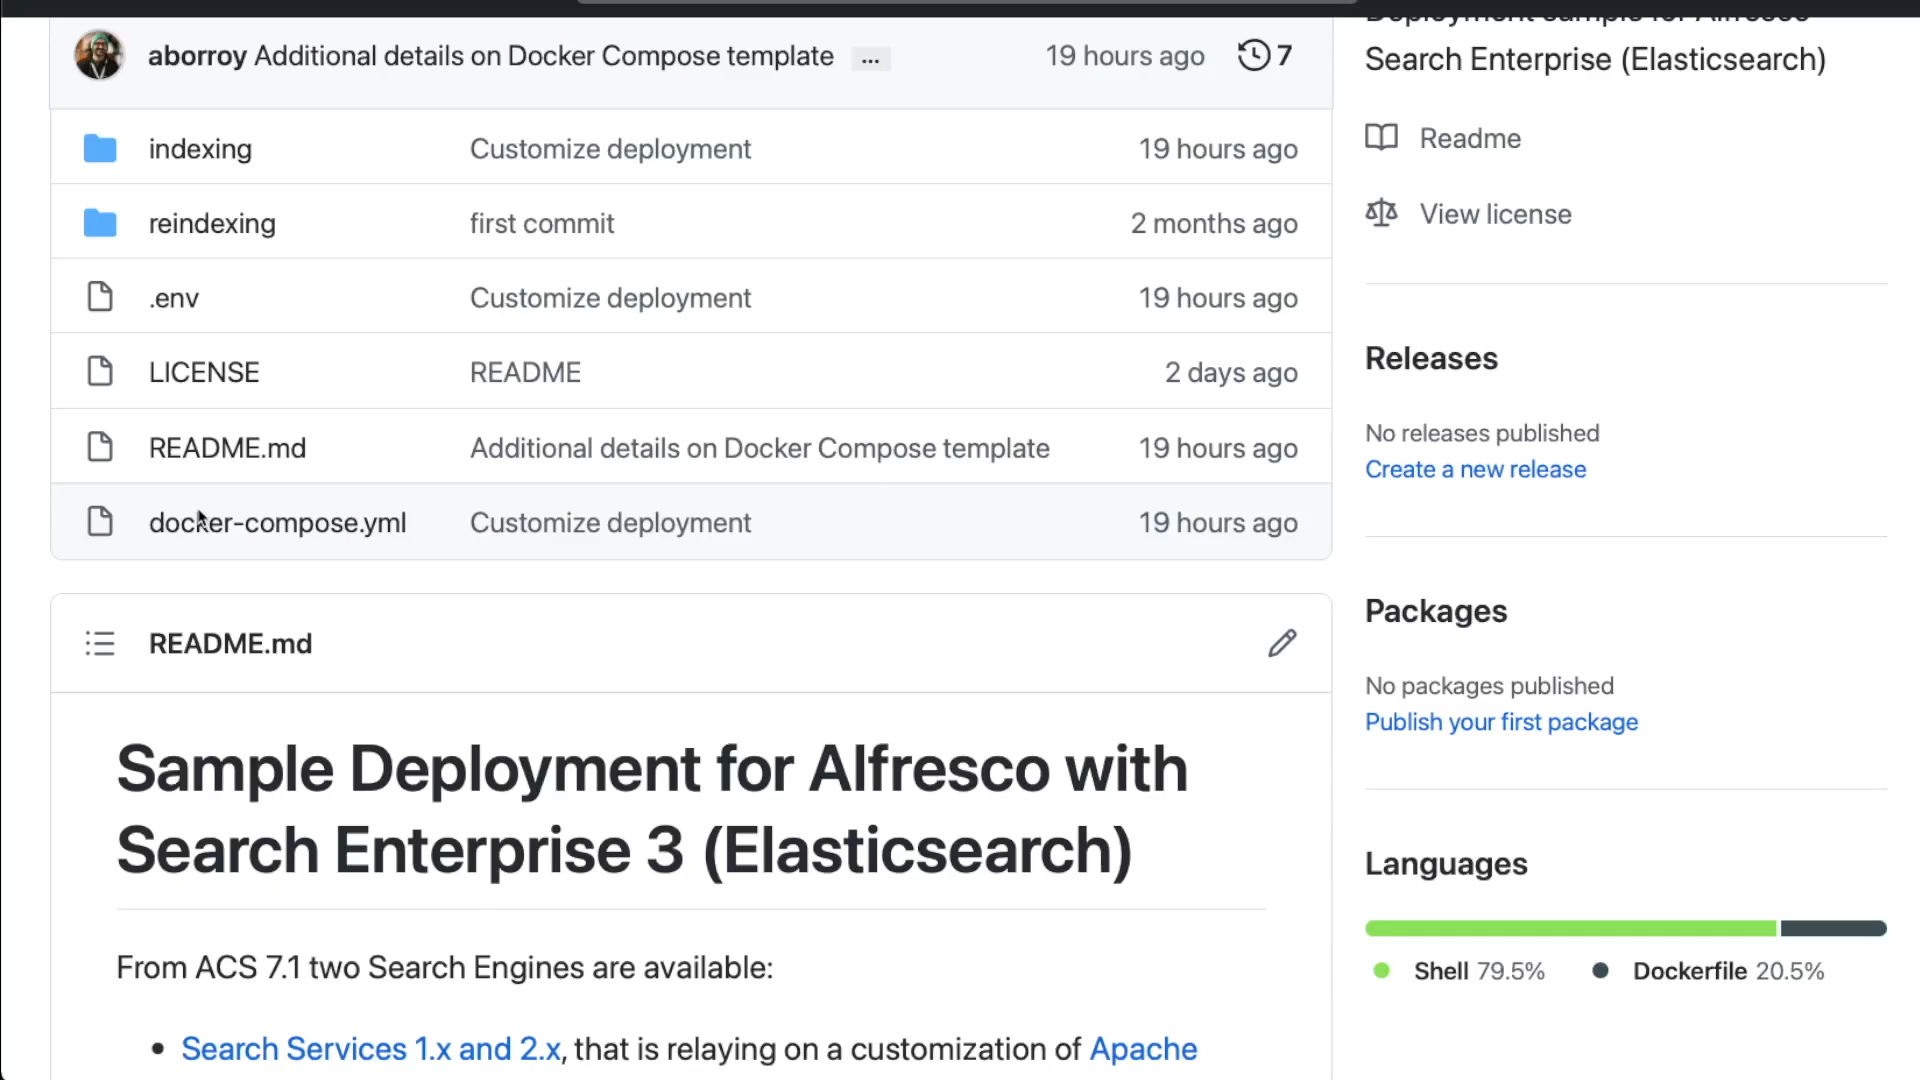 Deployment sample for Alfresco
Search Enterprise (Elasticsearch)
aborroy Additional details on Docker Compose template ... 19 hours ago 7
indexing Customize deployment 19 hours ago
reindexing first commit 2 months ago
.env Customize deployment 19 hours ago
LICENSE README 2 days ago
README.md Additional details on Docker Compose template 19 hours ago
docker-compose.yml Customize deployment 19 hours ago
README.md
Sample Deployment for Alfresco with
Search Enterprise 3 (Elasticsearch)
From ACS 7.1 two Search Engines are available:
• Search Services 1.x and 2.x, that is relaying on a customization of Apache
Readme
View license
Releases
No releases published
Create a new release
Packages
No packages published
Publish your first package
Languages
Shell 79.5% Dockerfile 20.5%